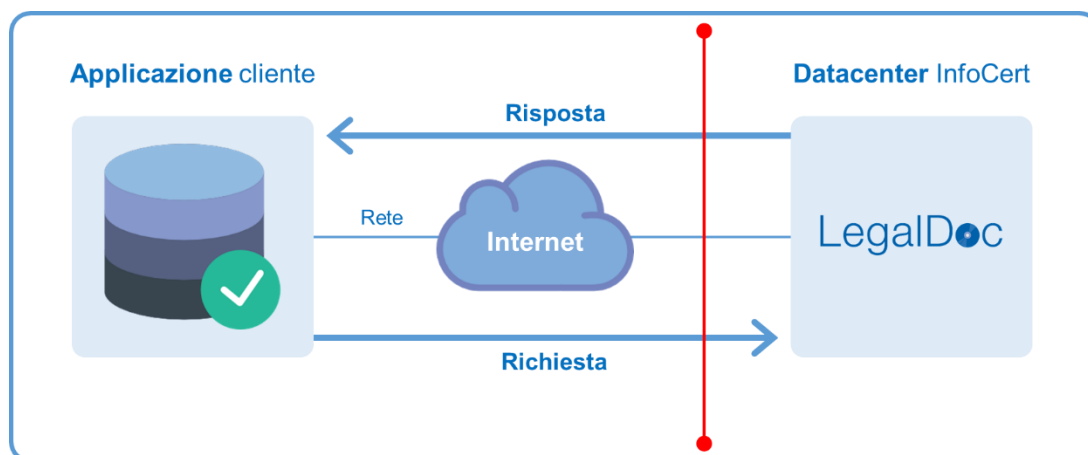 Applicazione cliente
Datacenter InfoCert
Risposta
Rete
Internet
LegalDoc
Richiesta